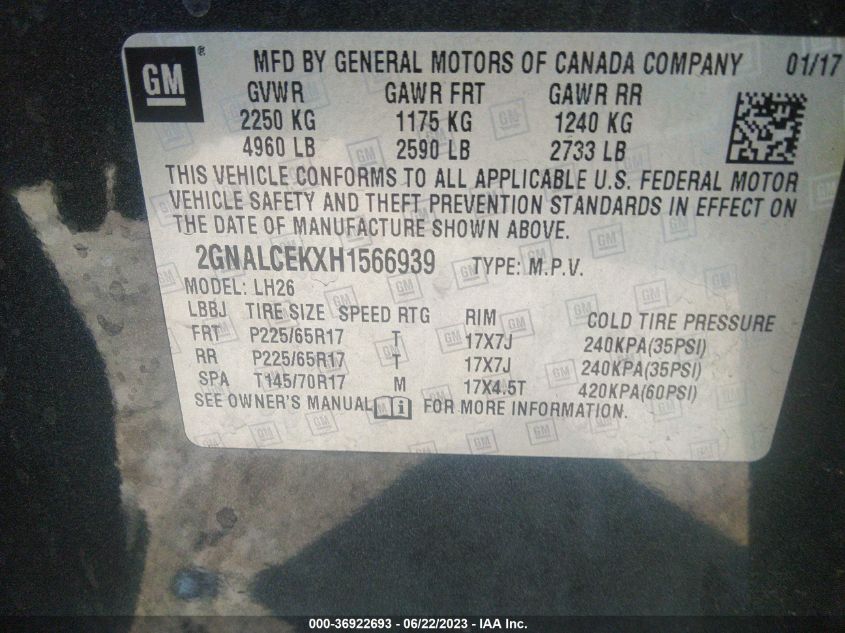 GM ® MFD BY GENERAL MOTORS OF CANADA COMPANY 01/17
GVWR GAWR FRT GAWR RR
2250 KG 1175 KG 1240 KG
4960 LB 2590 LB 2733 LB
THIS VEHICLE CONFORMS TO ALL APPLICABLE U.S. FEDERAL MOTOR
VEHICLE SAFETY AND THEFT PREVENTION STANDARDS IN EFFECT ON
THE DATE OF MANUFACTURE SHOWN ABOVE.
2GNALCEKXH1566939 TYPE: M.P.V.
MODEL: LH26
LBBJ TIRE SIZE SPEED RTG RIM COLD TIRE PRESSURE
FRT P225/65R17 T 17X7J 240KPA(35PSI)
RR P225/65R17 T 17X7J 240KPA(35PSI)
SPA T145/70R17 M 17X4.5T 420KPA(60PSI)
SEE OWNER'S MANUAL FOR MORE INFORMATION.
000-36922693 - 06/22/2023 - IAA Inc.